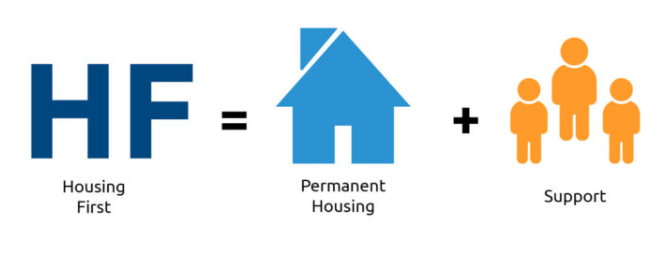 HF
=
+
Housing
First
Permanent
Housing
Support